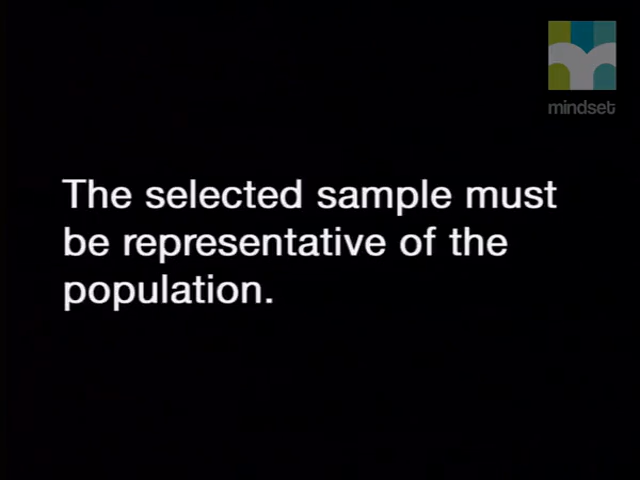 mindset
The selected sample must
be representative of the
population.